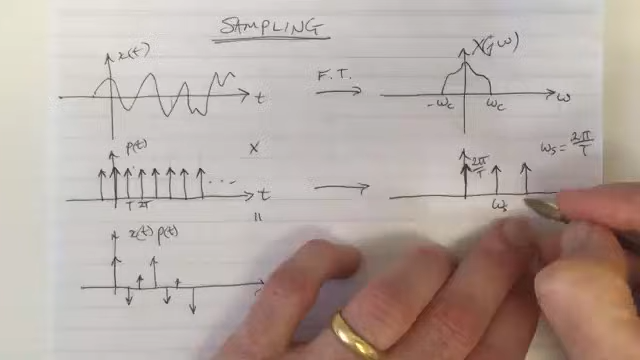 SAMPLING
x(t)
t
F.T.
X(jω)
-ωc
ωc
ω
p(t)
X
T 2T
...
t
=
2π/T
ωs
ωs = 2π/T
x(t) p(t)